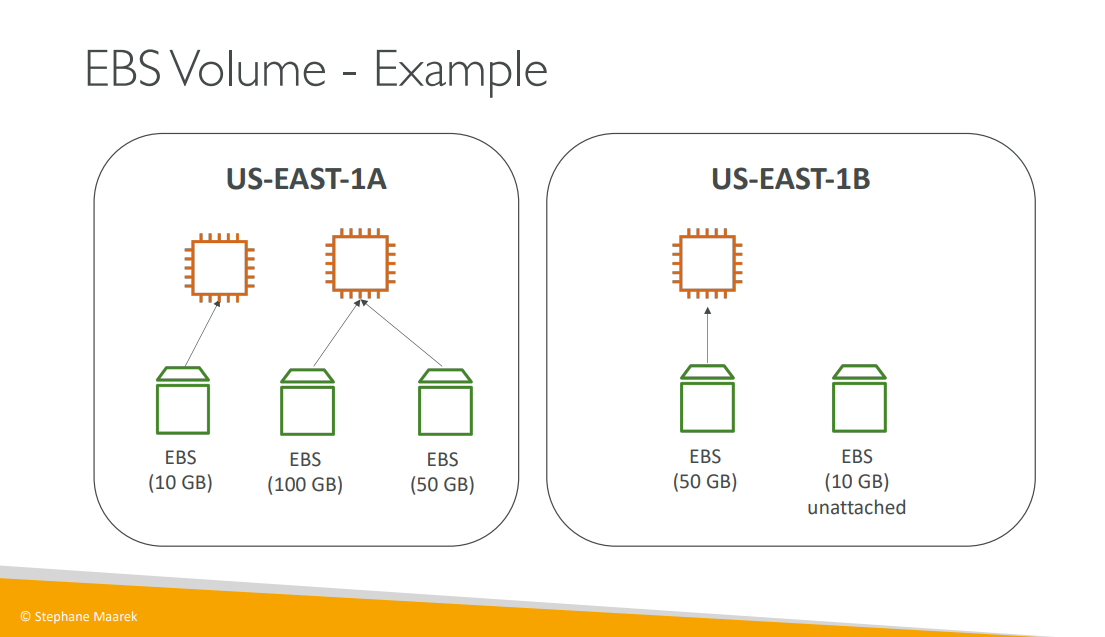 EBS Volume - Example
US-EAST-1A
US-EAST-1B
EBS
(10 GB)
EBS
(100 GB)
EBS
(50 GB)
EBS
(50 GB)
EBS
(10 GB)
unattached
© Stephane Maarek